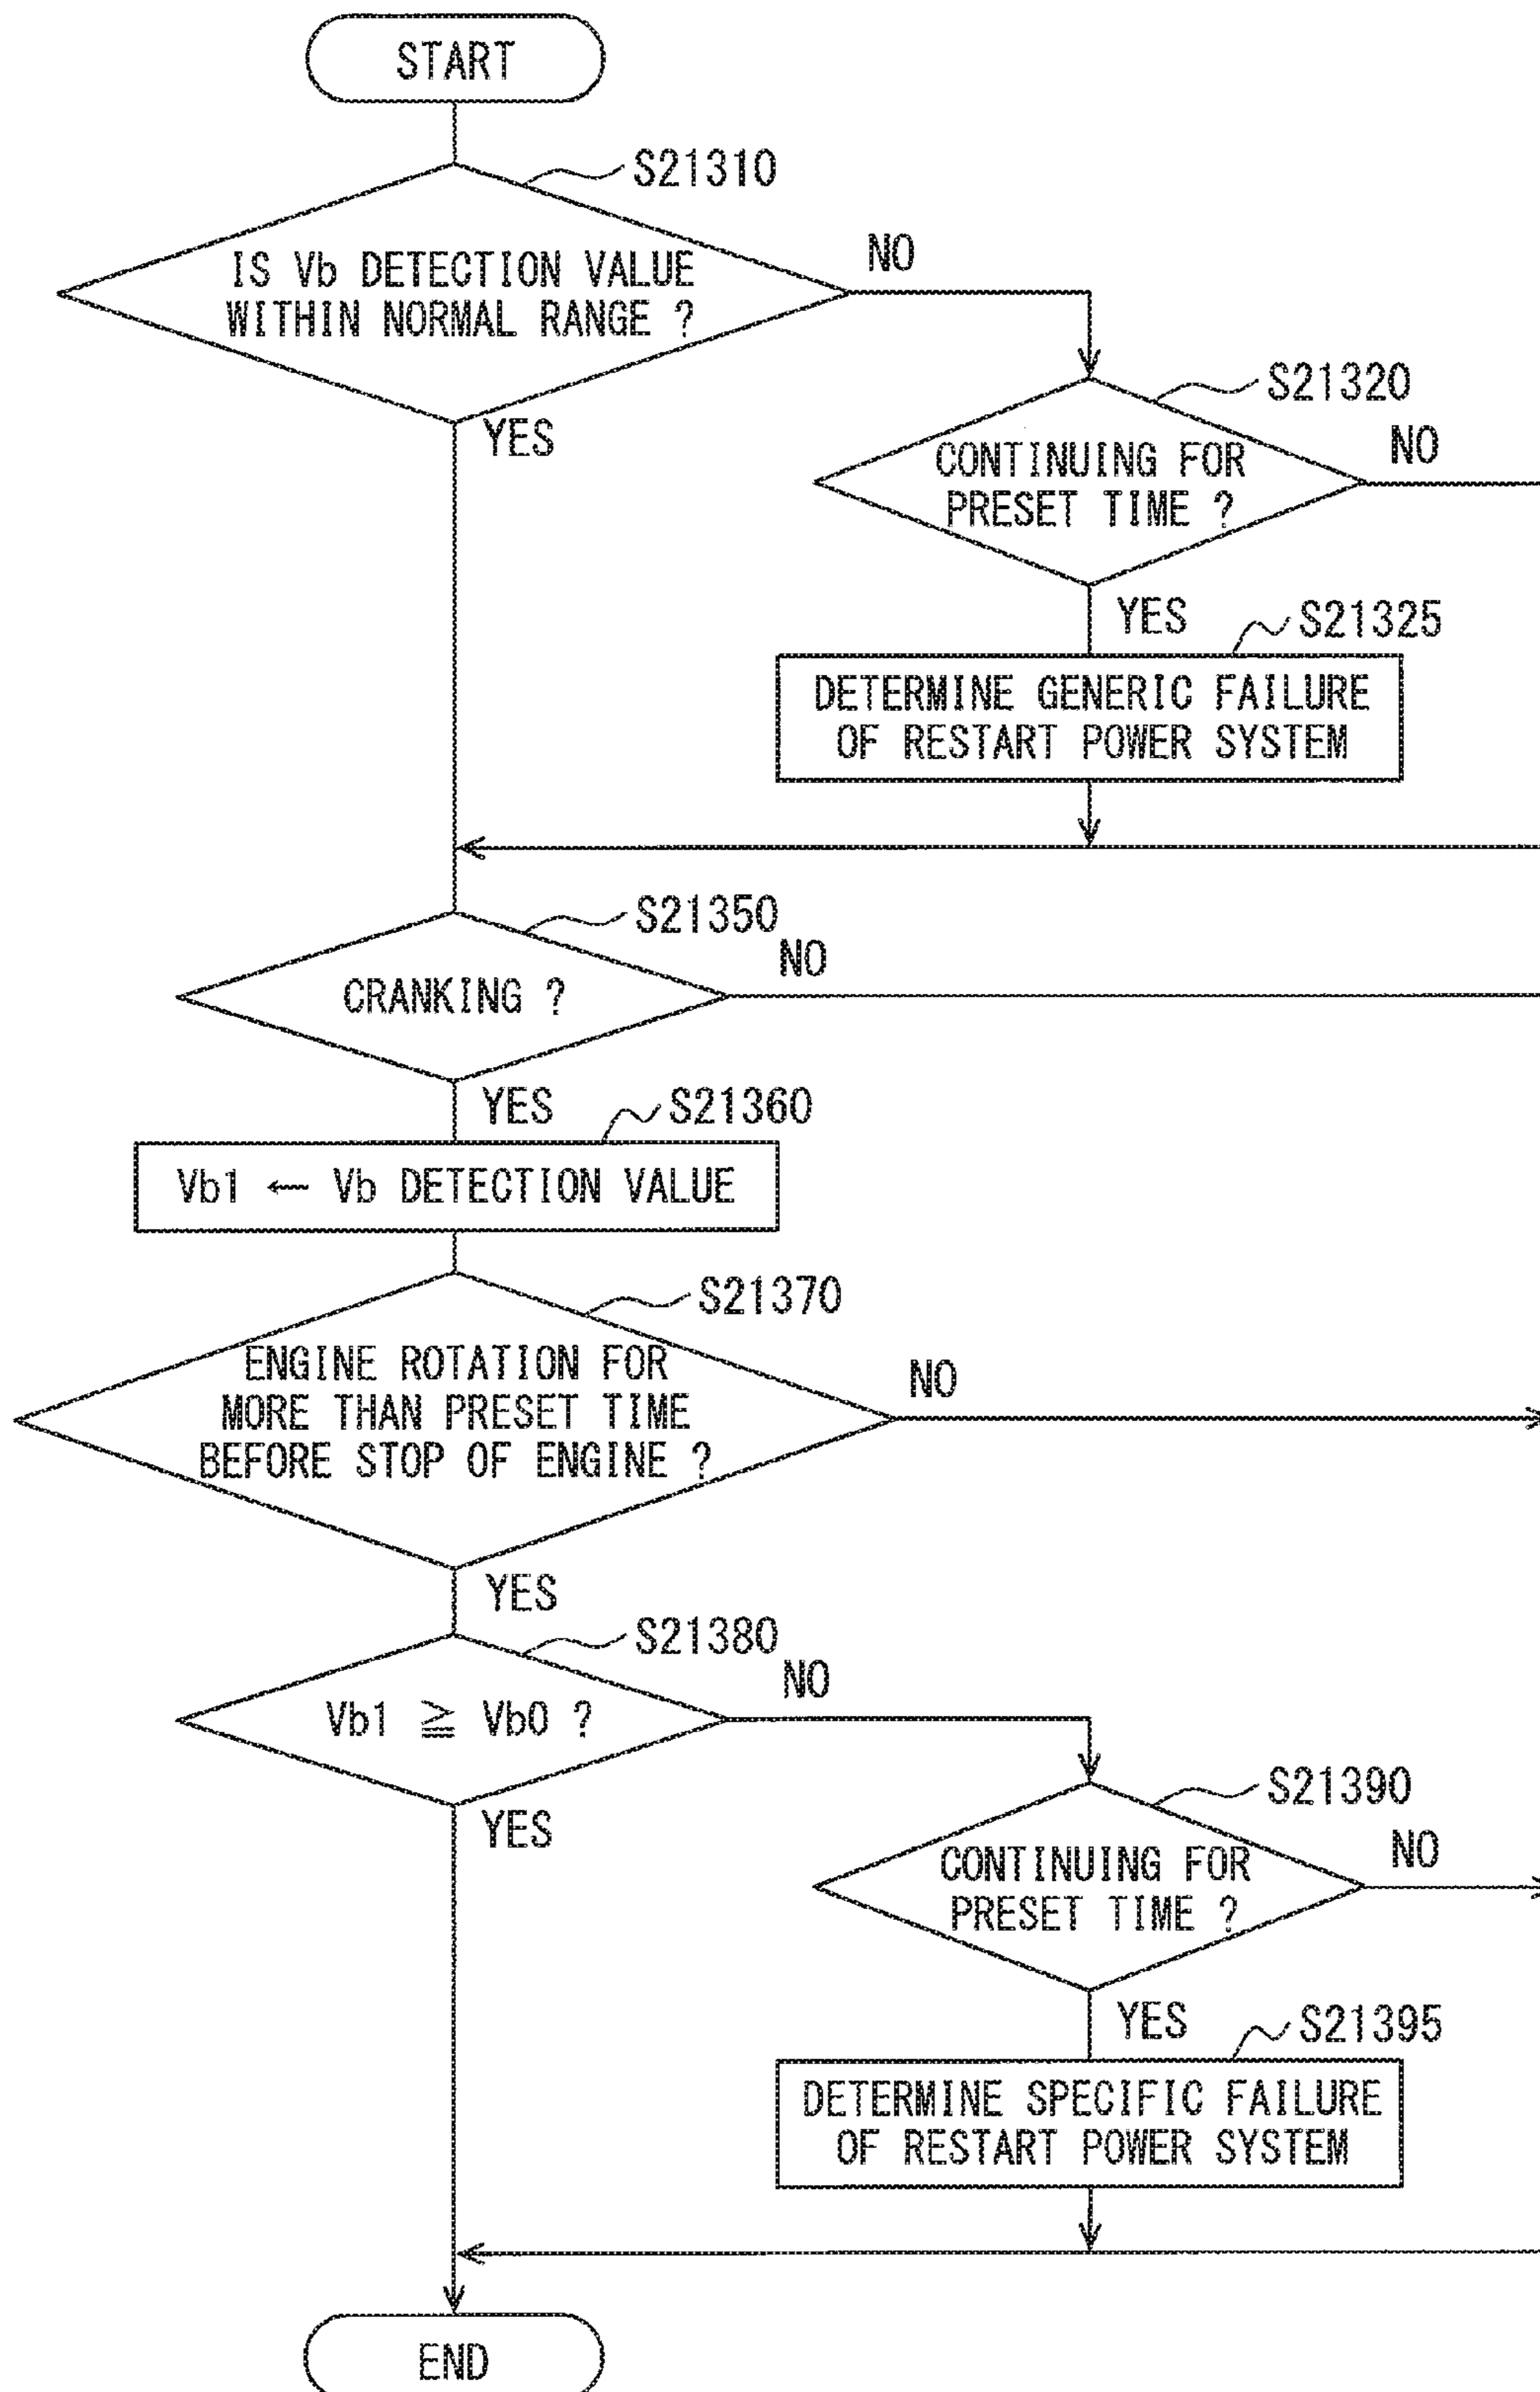 START
S21310
IS Vb DETECTION VALUE
WITHIN NORMAL RANGE ?
NO
YES
S21320
CONTINUING FOR
PRESET TIME ?
NO
YES
S21325
DETERMINE GENERIC FAILURE
OF RESTART POWER SYSTEM
S21350
CRANKING ?
NO
YES
S21360
Vb1 ← Vb DETECTION VALUE
S21370
ENGINE ROTATION FOR
MORE THAN PRESET TIME
BEFORE STOP OF ENGINE ?
NO
YES
S21380
Vb1 ≧ Vb0 ?
NO
YES
S21390
CONTINUING FOR
PRESET TIME ?
NO
YES
S21395
DETERMINE SPECIFIC FAILURE
OF RESTART POWER SYSTEM
END